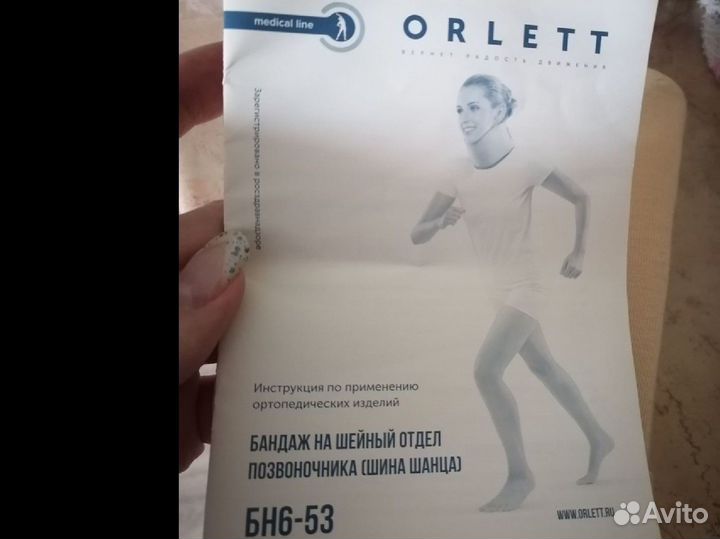 medical line
ORLETT
ВЕРНЕТ РАДОСТЬ ДВИЖЕНИЯ
Зарегистрировано в росздравнадзоре
Инструкция по применению
ортопедических изделий
БАНДАЖ НА ШЕЙНЫЙ ОТДЕЛ
ПОЗВОНОЧНИКА (ШИНА ШАНЦА)
БН6-53
WWW.ORLETT.RU
Avito